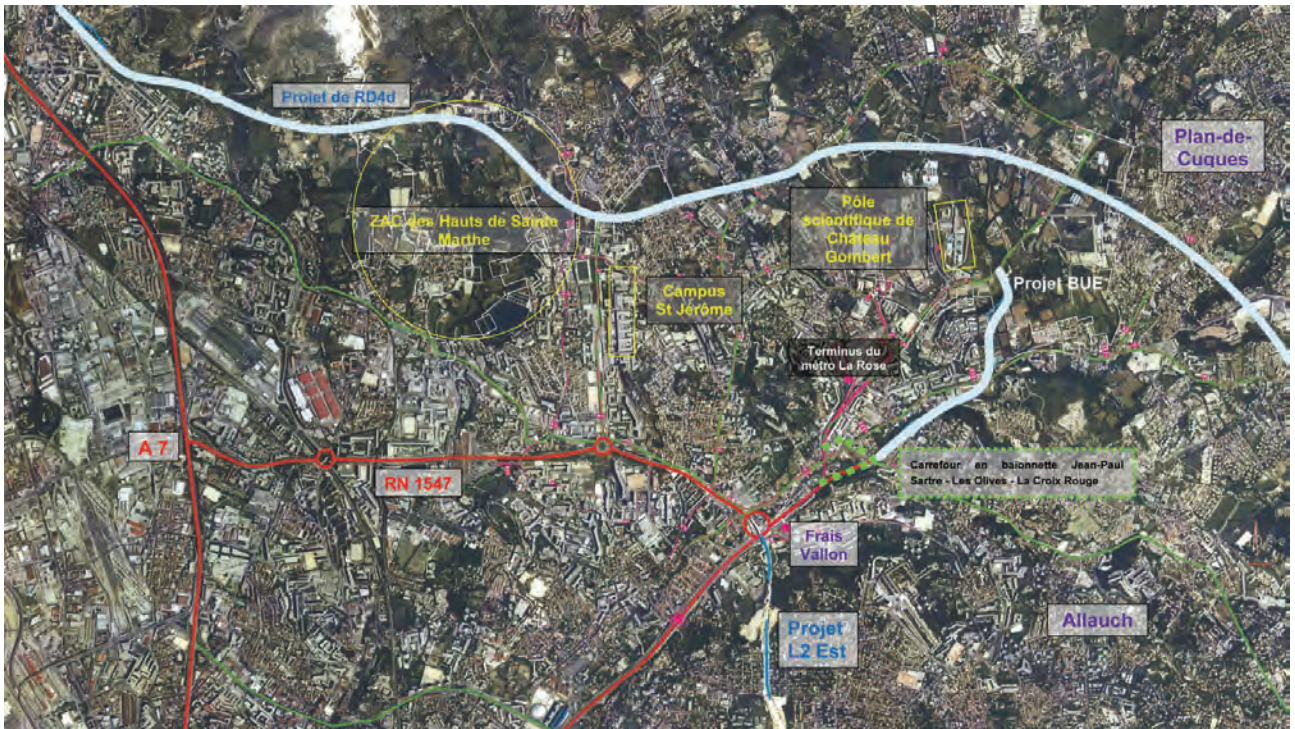 Projet de RD4d
Plan-de-
Cuques
ZAC des Hauts de Sainte
Marthe
Pôle
scientifique de
Château
Gombert
Campus
St Jérôme
Projet BUE
Terminus du
métro La Rose
A 7
RN 1547
Carrefour en baïonnette Jean-Paul
Sartre - Les Olives - La Croix Rouge
Frais
Vallon
Projet
L2 Est
Allauch